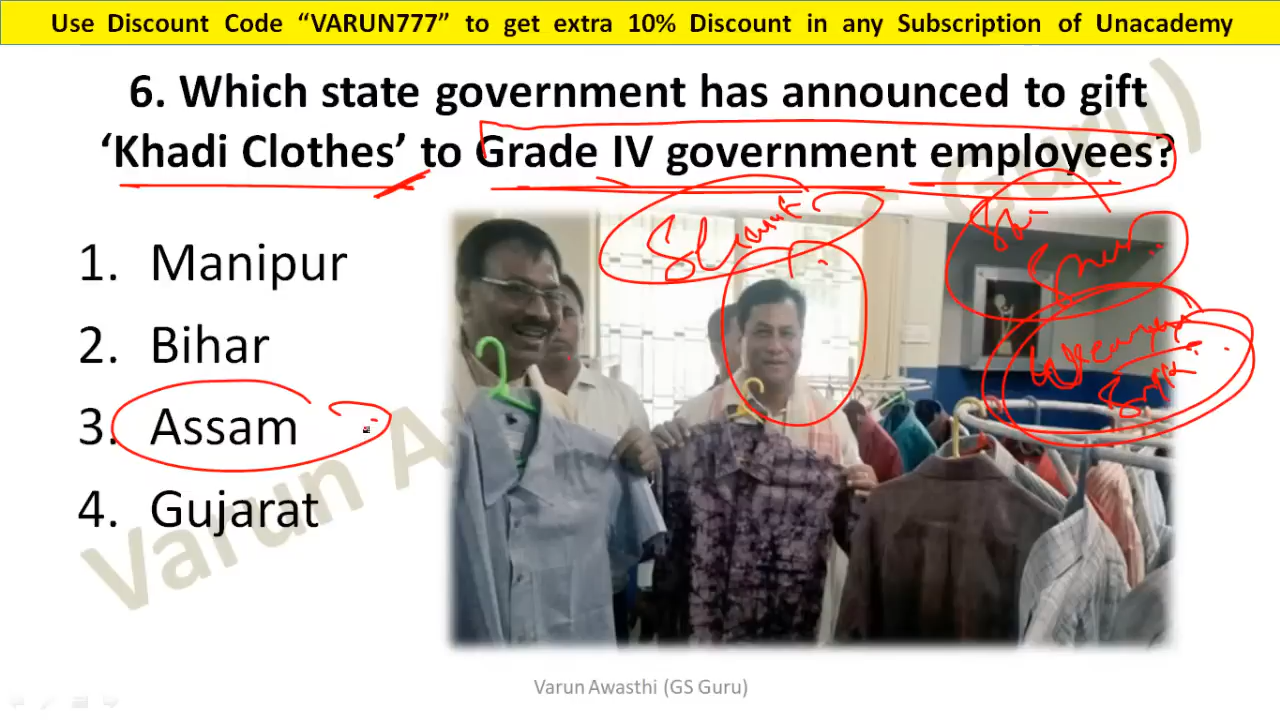 Use Discount Code “VARUN777” to get extra 10% Discount in any Subscription of Unacademy
6. Which state government has announced to gift
‘Khadi Clothes’ to Grade IV government employees?
1. Manipur
2. Bihar
3. Assam
4. Gujarat
Varun Guru)
Varun Awasthi (GS Guru)